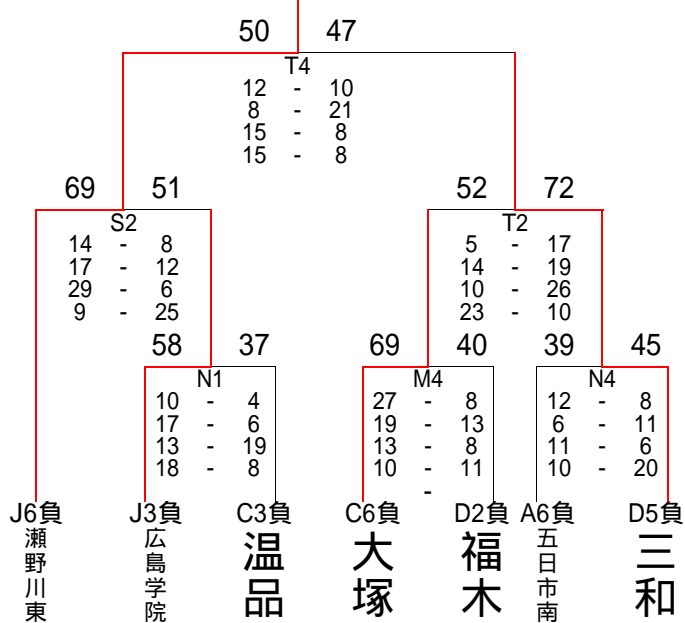 50 47
T4
12 - 10
8 - 21
15 - 8
15 - 8
69 51 52 72
S2 T2
14 - 8 5 - 17
17 - 12 14 - 19
29 - 6 10 - 26
9 - 25 23 - 10
58 37 69 40 39 45
N1 M4 N4
10 - 4 27 - 8 12 - 8
17 - 6 19 - 13 6 - 11
13 - 19 13 - 8 11 - 6
18 - 8 10 - 11 10 - 20
-
J6負 J3負 C3負 C6負 D2負 A6負 D5負
瀬野川東
広島学院
温品
大塚
福木
五日市南
三和